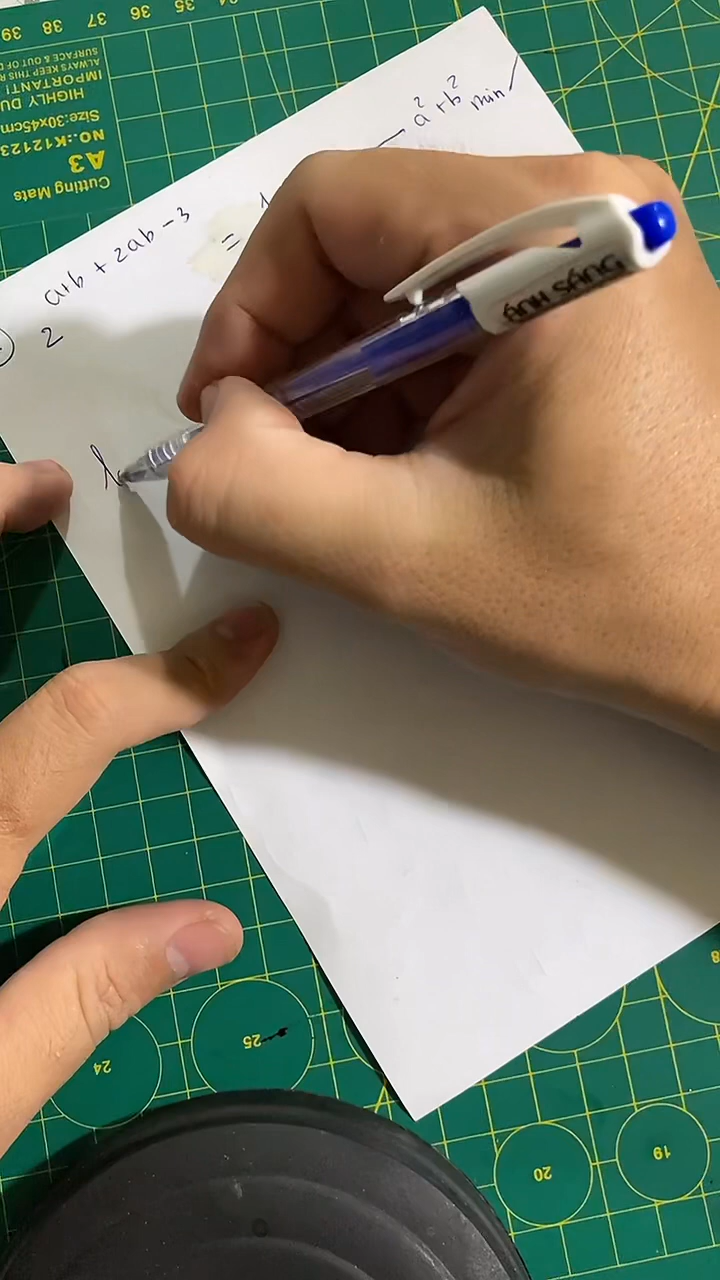 39 38 37 36 35
SURFACE & OUT OF D
ALWAYS KEEP THIS R
IMPORTANT!
HIGHLY DU
Size:30x45cm
NO.:K12123
A3
Cutting Mats
a² + b² min
2^{a+b+2ab-3} =
24
25
20
19